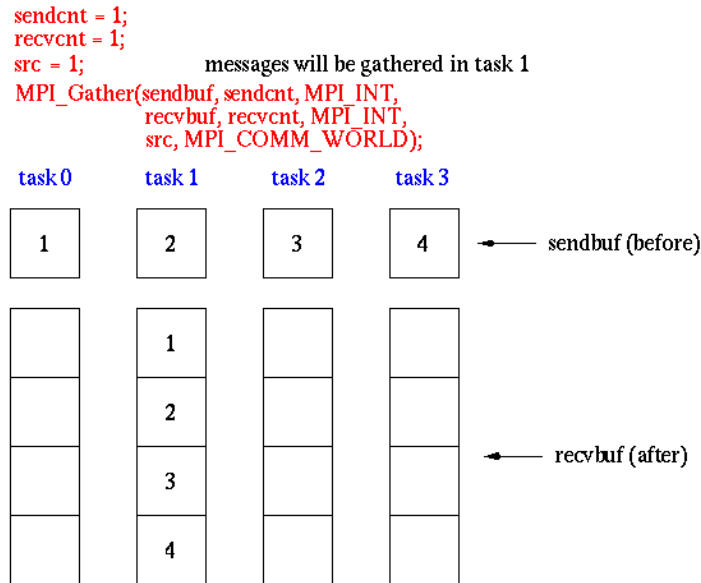 sendcnt = 1;
recvcnt = 1;
src = 1; messages will be gathered in task 1
MPI_Gather(sendbuf, sendcnt, MPI_INT,
recvbuf, recvcnt, MPI_INT,
src, MPI_COMM_WORLD);
task 0 task 1 task 2 task 3
1 2 3 4 sendbuf (before)
1
2
recvbuf (after)
3
4